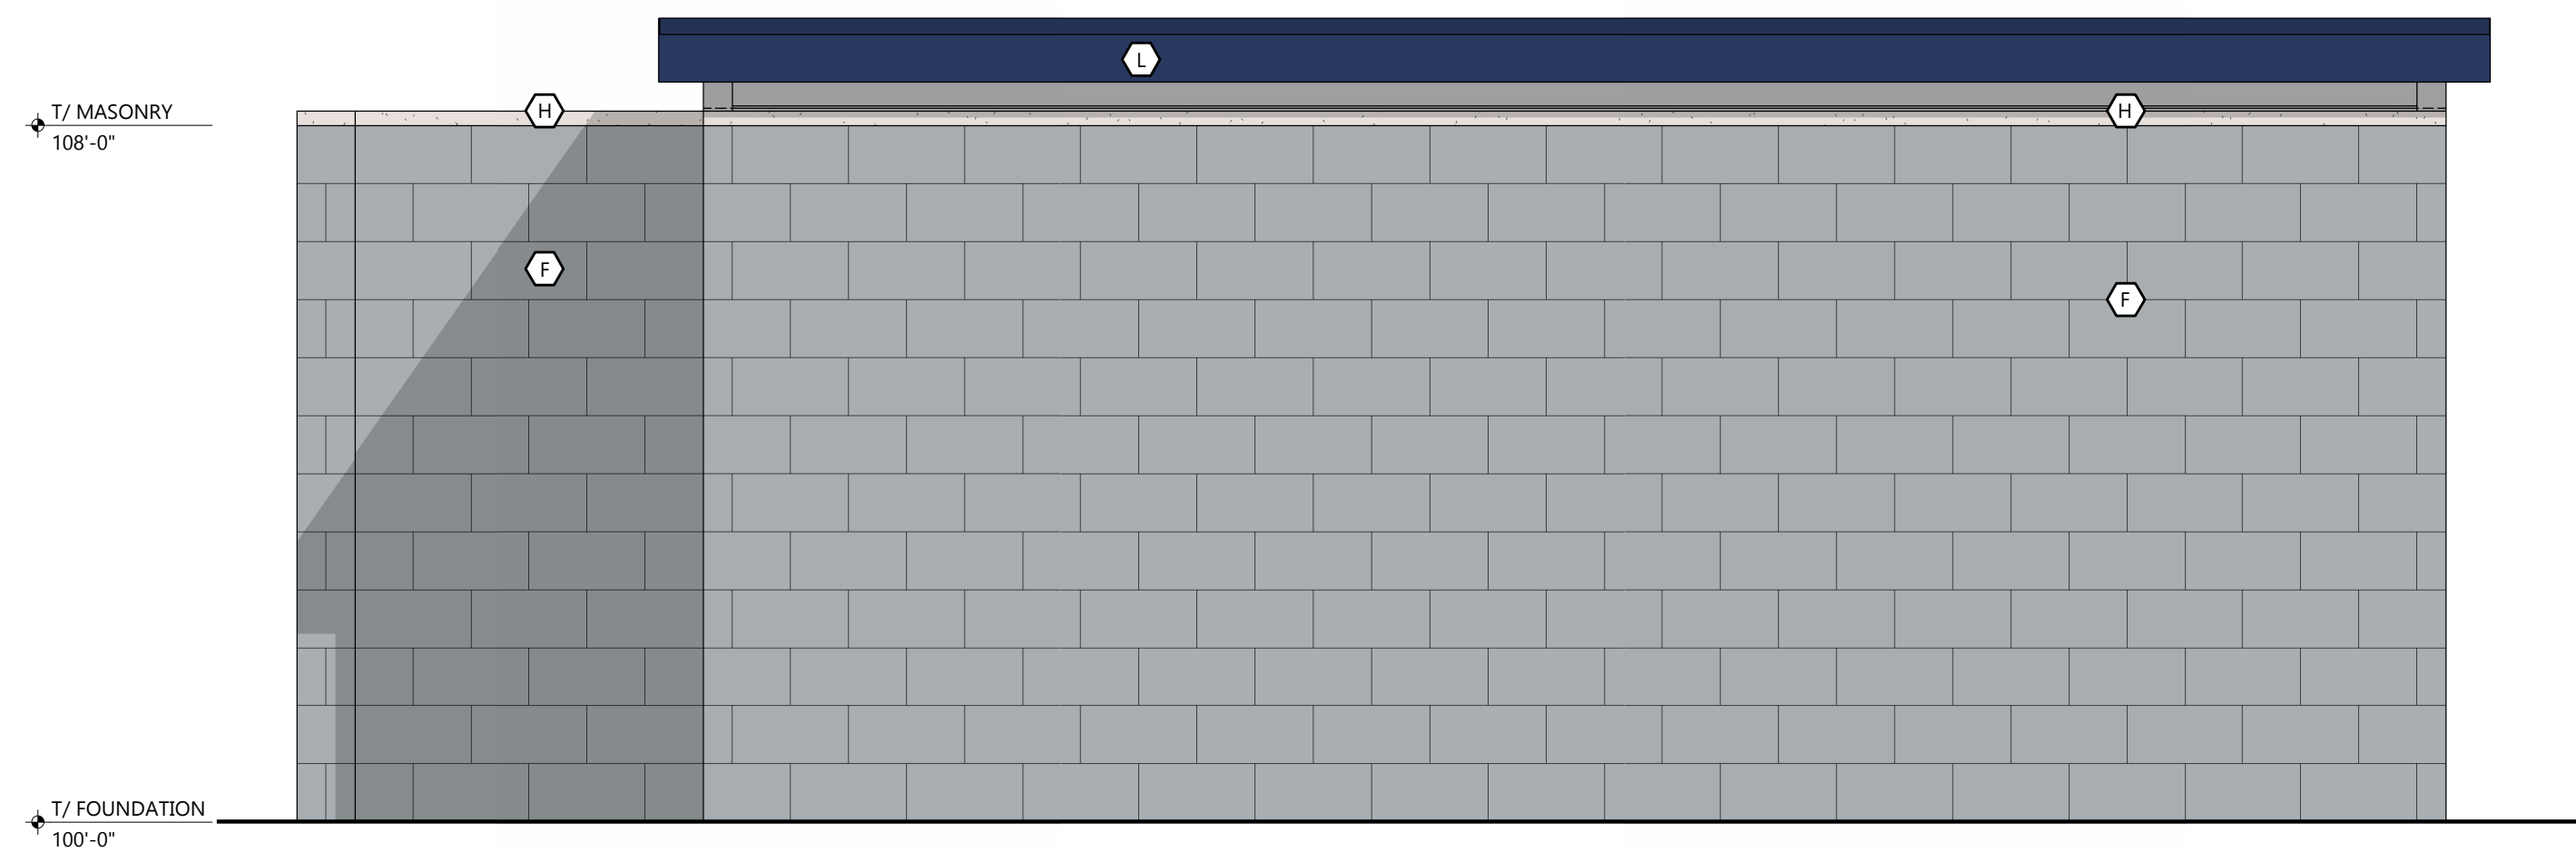 L
T/ MASONRY
108'-0"
H
H
F
F
T/ FOUNDATION
100'-0"